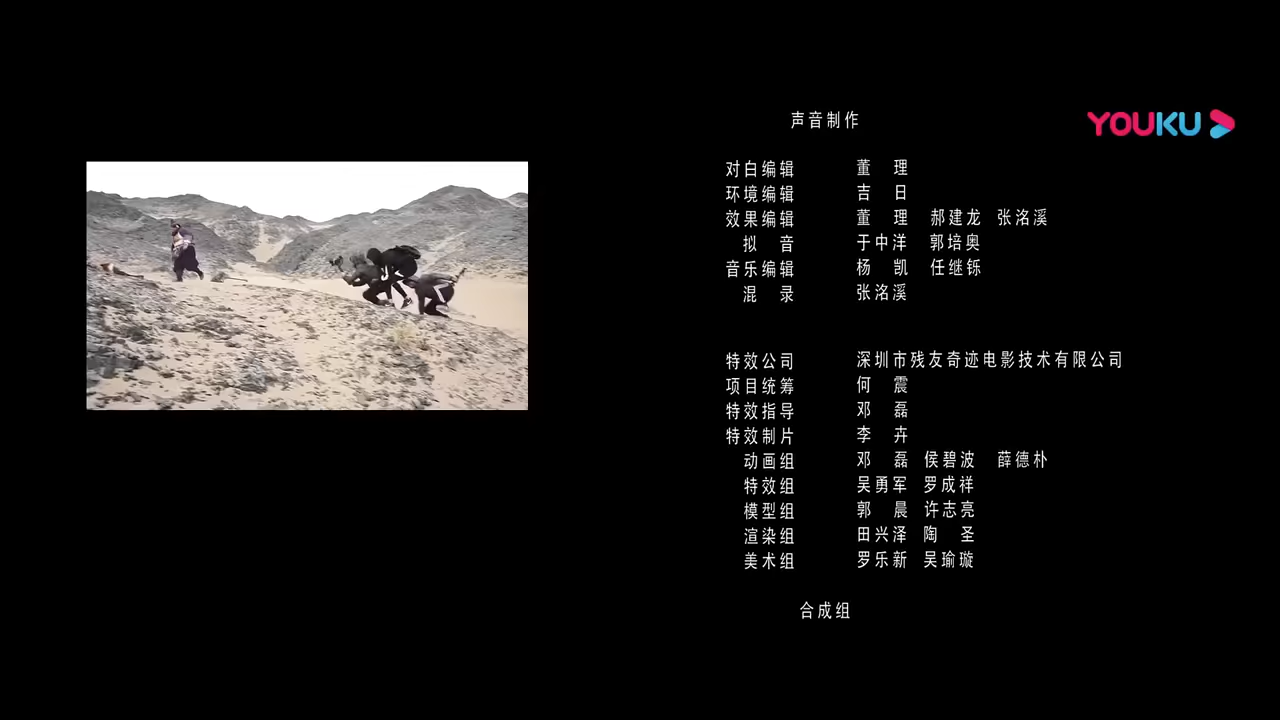 声音制作
YOUKU
对白编辑 董 理
环境编辑 吉 日
效果编辑 董 理 郝建龙 张洺溪
拟 音 于中洋 郭培奥
音乐编辑 杨 凯 任继铄
混 录 张洺溪
特效公司 深圳市残友奇迹电影技术有限公司
项目统筹 何 震
特效指导 邓 磊
特效制片 李 卉
动画组 邓 磊 侯碧波 薛德朴
特效组 吴勇军 罗成祥
模型组 郭 晨 许志亮
渲染组 田兴泽 陶 圣
美术组 罗乐新 吴瑜璇
合成组